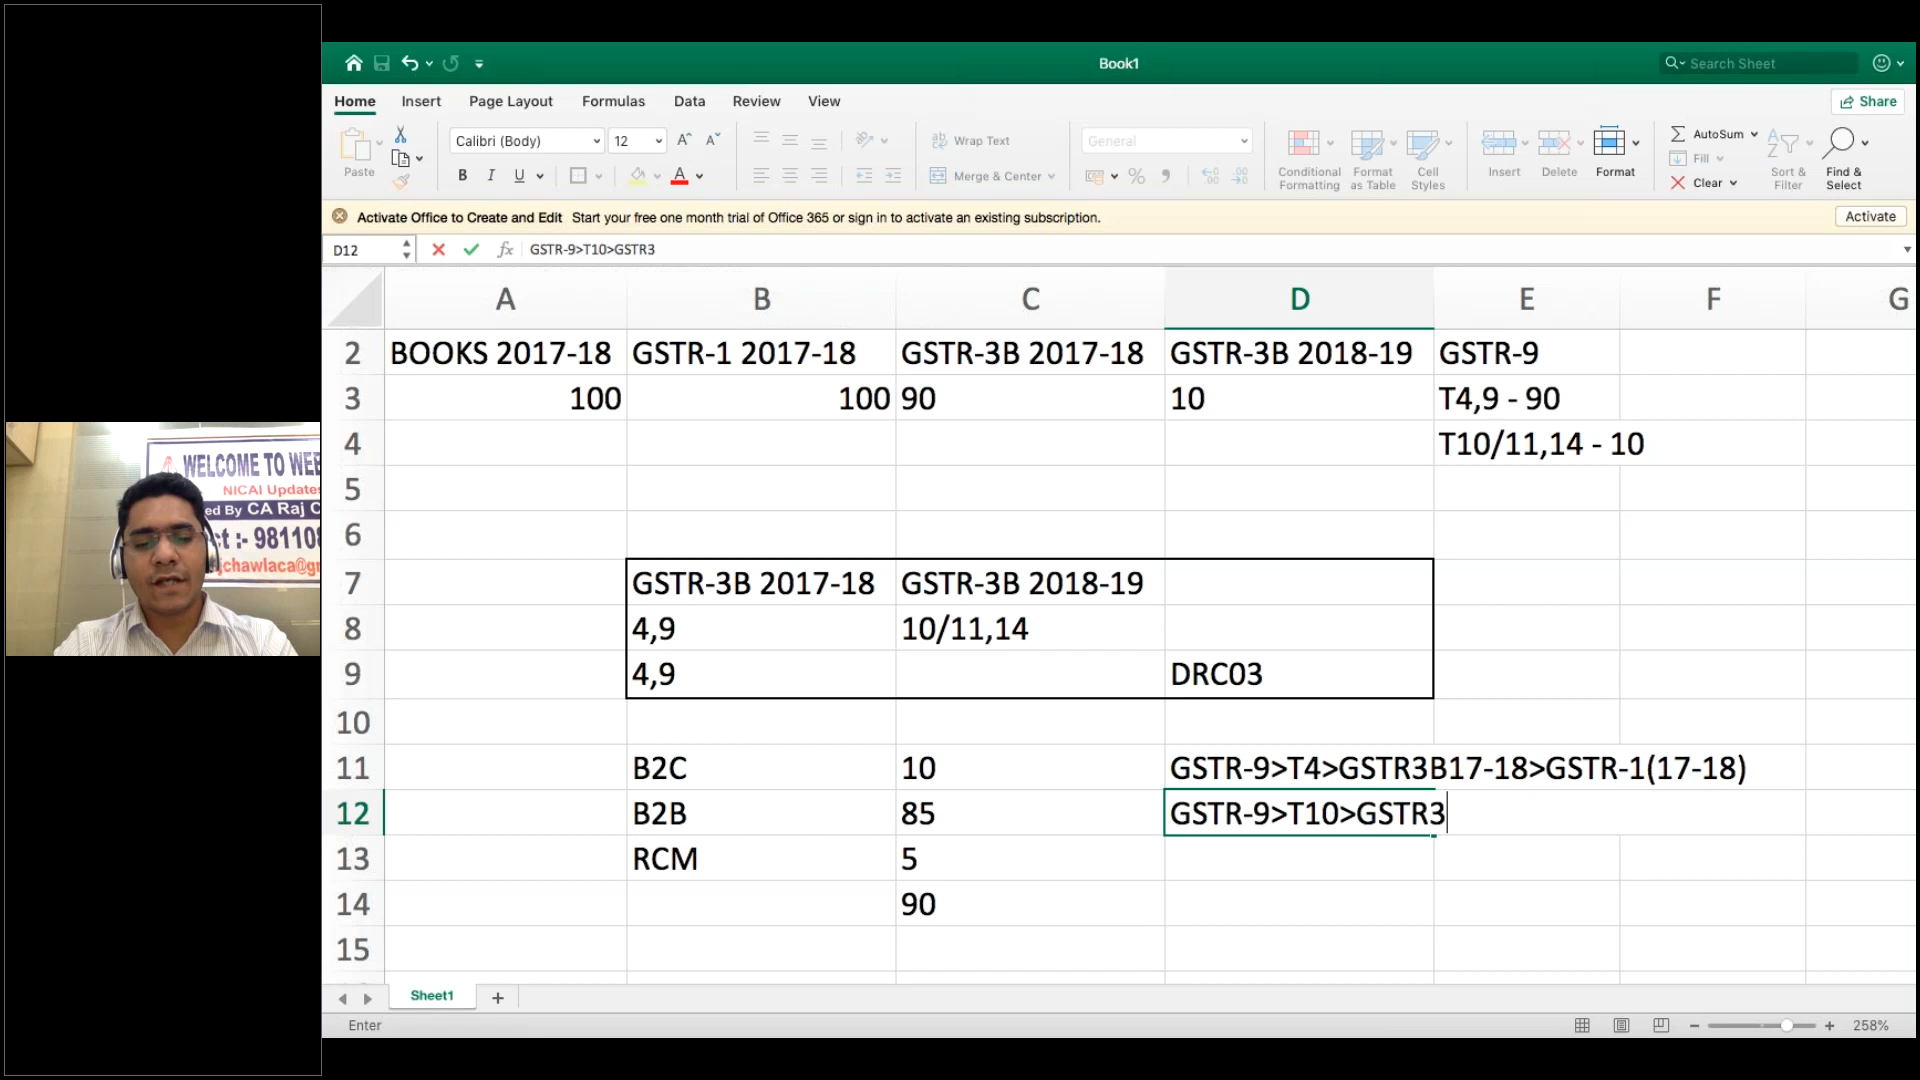 Book1
Search Sheet
Home Insert Page Layout Formulas Data Review View
Share
Paste
Calibri (Body) 12
B I U
Wrap Text
Merge & Center
General
Conditional Formatting
Format as Table
Cell Styles
Insert
Delete
Format
AutoSum
Fill
Clear
Sort & Filter
Find & Select
Activate Office to Create and Edit Start your free one month trial of Office 365 or sign in to activate an existing subscription.
Activate
D12 fx GSTR-9>T10>GSTR3
A B C D E F G
2 BOOKS 2017-18 GSTR-1 2017-18 GSTR-3B 2017-18 GSTR-3B 2018-19 GSTR-9
3 100 100 90 10 T4,9 - 90
4 T10/11,14 - 10
5
6
7 GSTR-3B 2017-18 GSTR-3B 2018-19
8 4,9 10/11,14
9 4,9 DRC03
10
11 B2C 10 GSTR-9>T4>GSTR3B17-18>GSTR-1(17-18)
12 B2B 85 GSTR-9>T10>GSTR3
13 RCM 5
14 90
15
Sheet1
Enter
258%
WELCOME TO WEB
NICAI Updates
ed By CA Raj C
ct :- 981108
jchawlaca@g